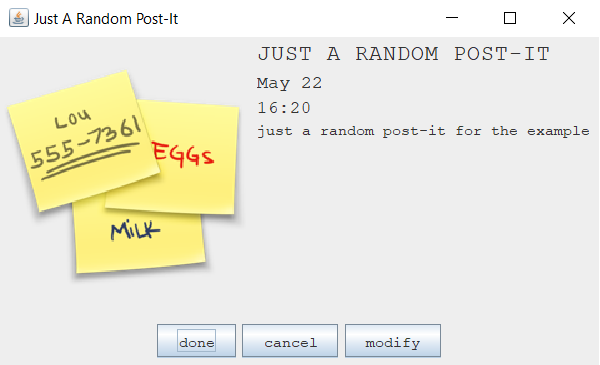 Just A Random Post-It
JUST A RANDOM POST-IT
May 22
16:20
just a random post-it for the example
Lou
555-7361
EGGS
MILK
done
cancel
modify